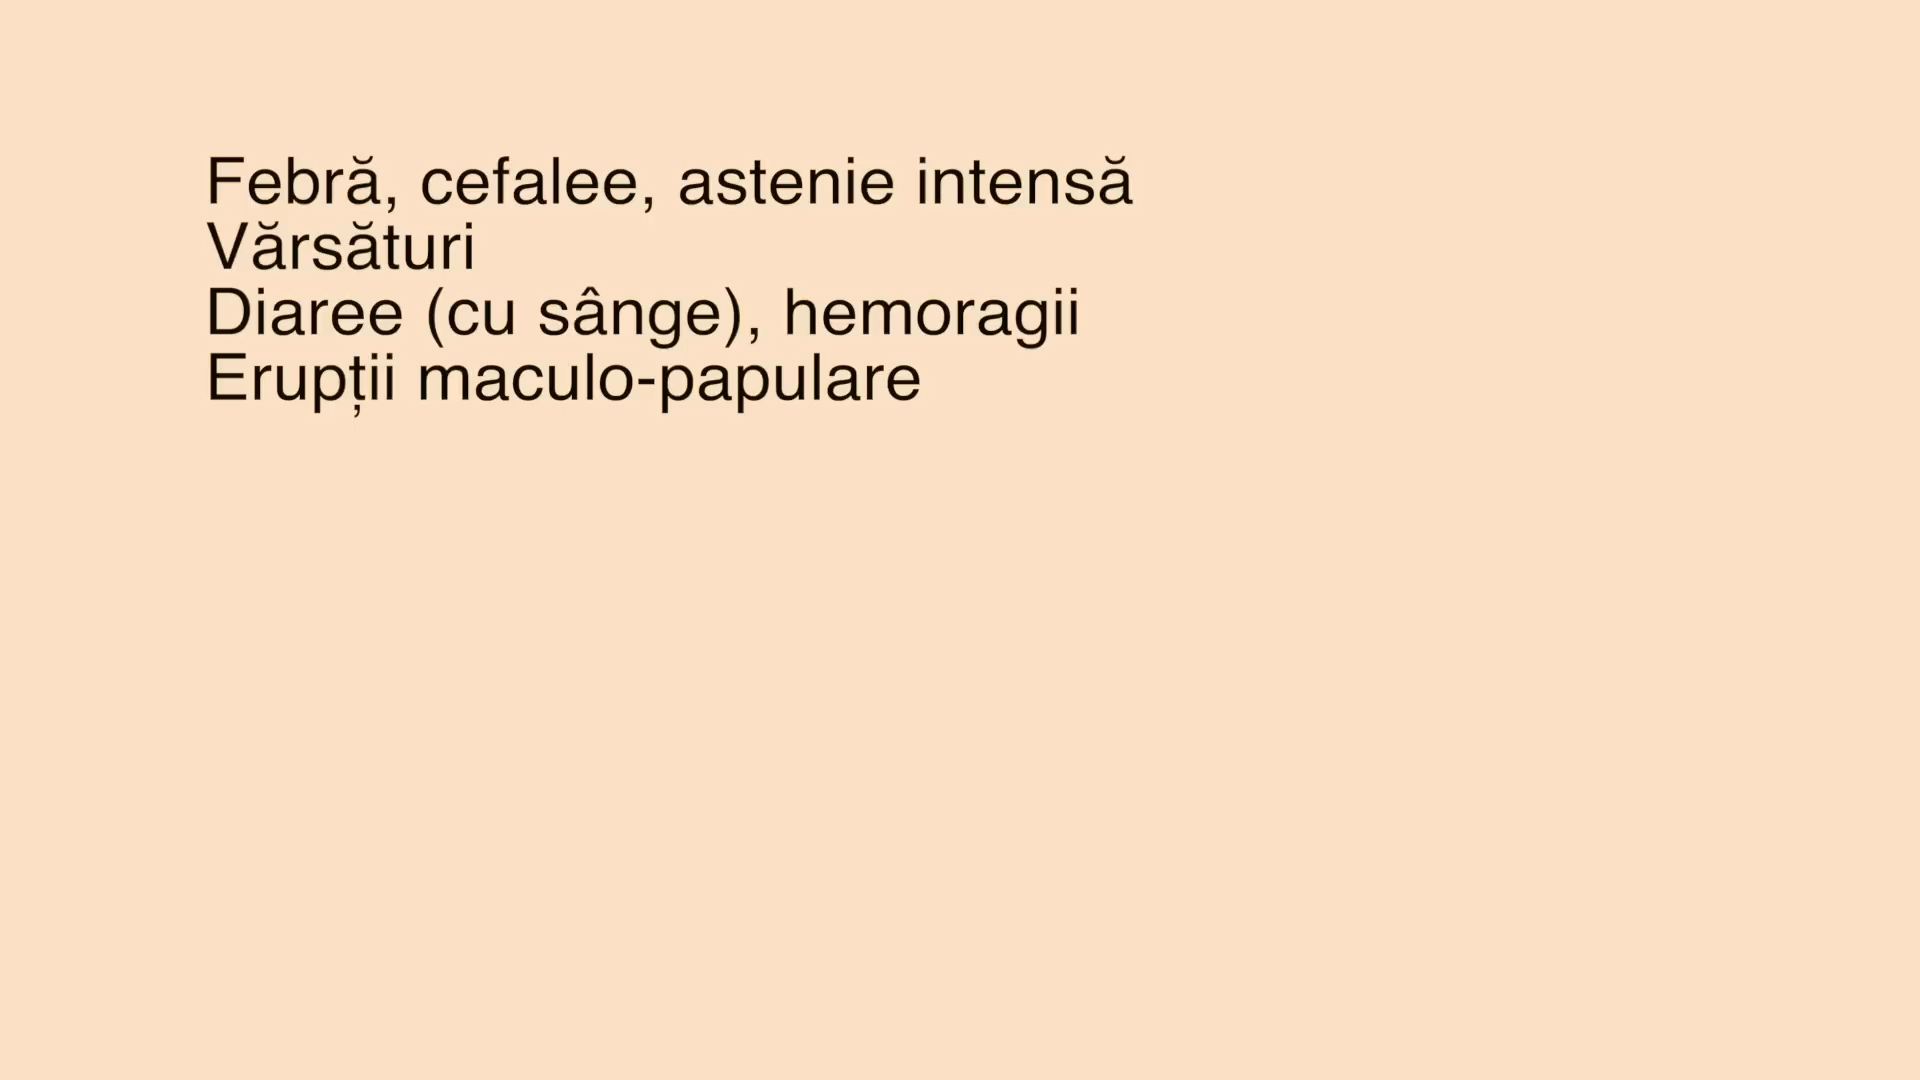 Febră, cefalee, astenie intensă
Vărsături
Diaree (cu sânge), hemoragii
Erupții maculo-papulare